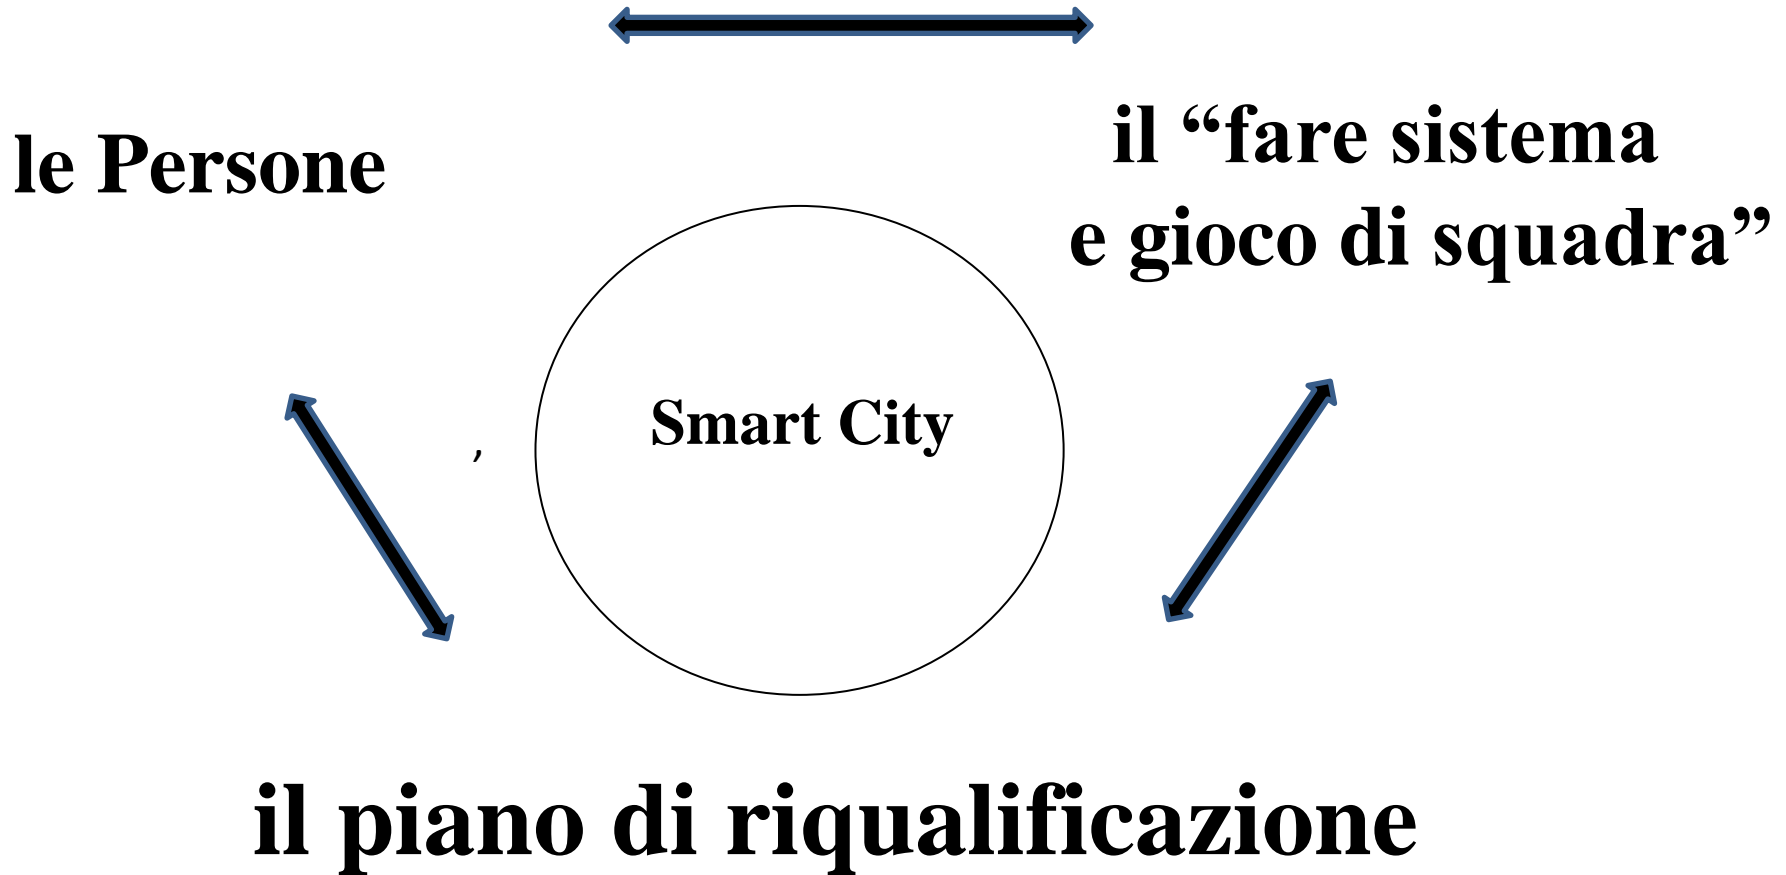 le Persone
il “fare sistema
e gioco di squadra”
Smart City
,
il piano di riqualificazione